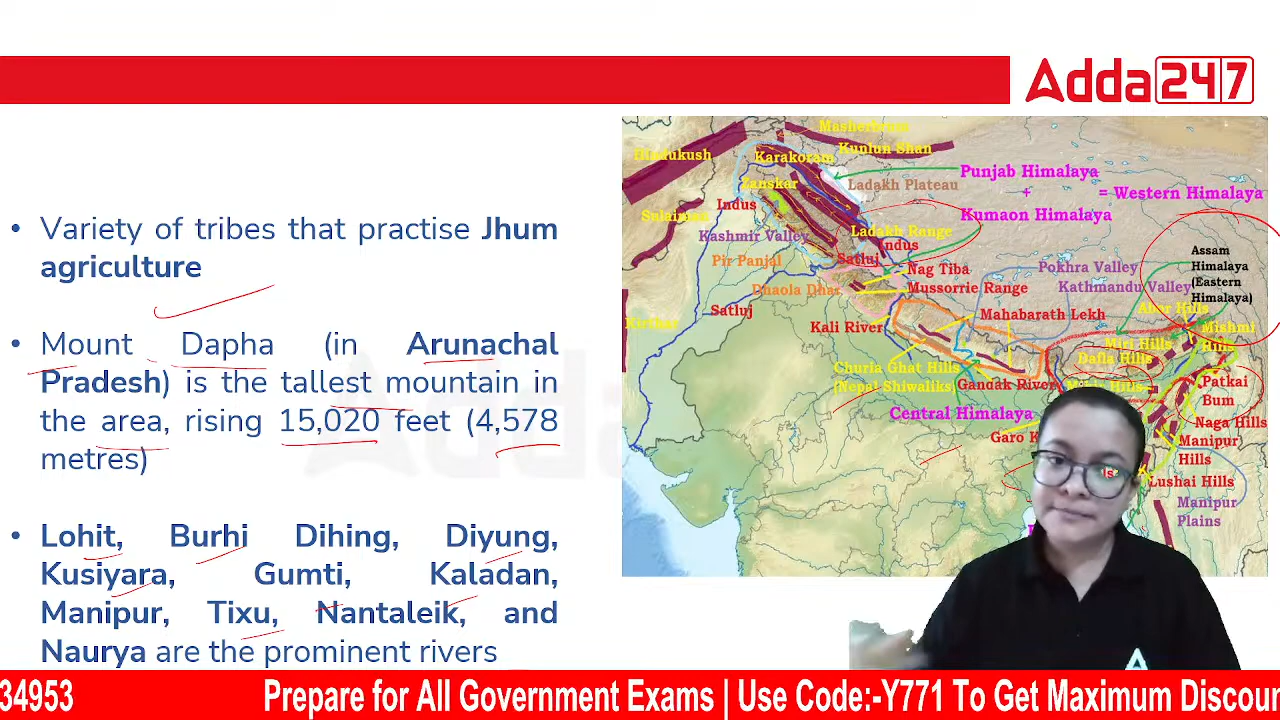 Adda247
• Variety of tribes that practise Jhum
agriculture
• Mount Dapha (in Arunachal
Pradesh) is the tallest mountain in
the area, rising 15,020 feet (4,578
metres)
• Lohit, Burhi Dihing, Diyung,
Kusiyara, Gumti, Kaladan,
Manipur, Tixu, Nantaleik, and
Naurya are the prominent rivers
Hindukush
Karakoram
Kunlun Shan
Zanskar
Ladakh Plateau
Punjab Himalaya
+
= Western Himalaya
Kumaon Himalaya
Sulaiman
Indus
Kashmir Valley
Ladakh Range
Indus
Pir Panjal
Satluj
Nag Tiba
Dhaola Dhar
Mussorrie Range
Pokhra Valley
Kathmandu Valley
Assam
Himalaya
(Eastern
Himalaya)
Kirthar
Satluj
Kali River
Mahabarath Lekh
Abor Hills
Mishmi
Miri Hills
Dafla Hills
Churia Ghat Hills
(Nepal Shiwaliks)
Gandak River
Patkai
Bum
Central Himalaya
Naga Hills
Garo
Manipur
Hills
Lushai Hills
Manipur
Plains
34953 Prepare for All Government Exams | Use Code:-Y771 To Get Maximum Discoun